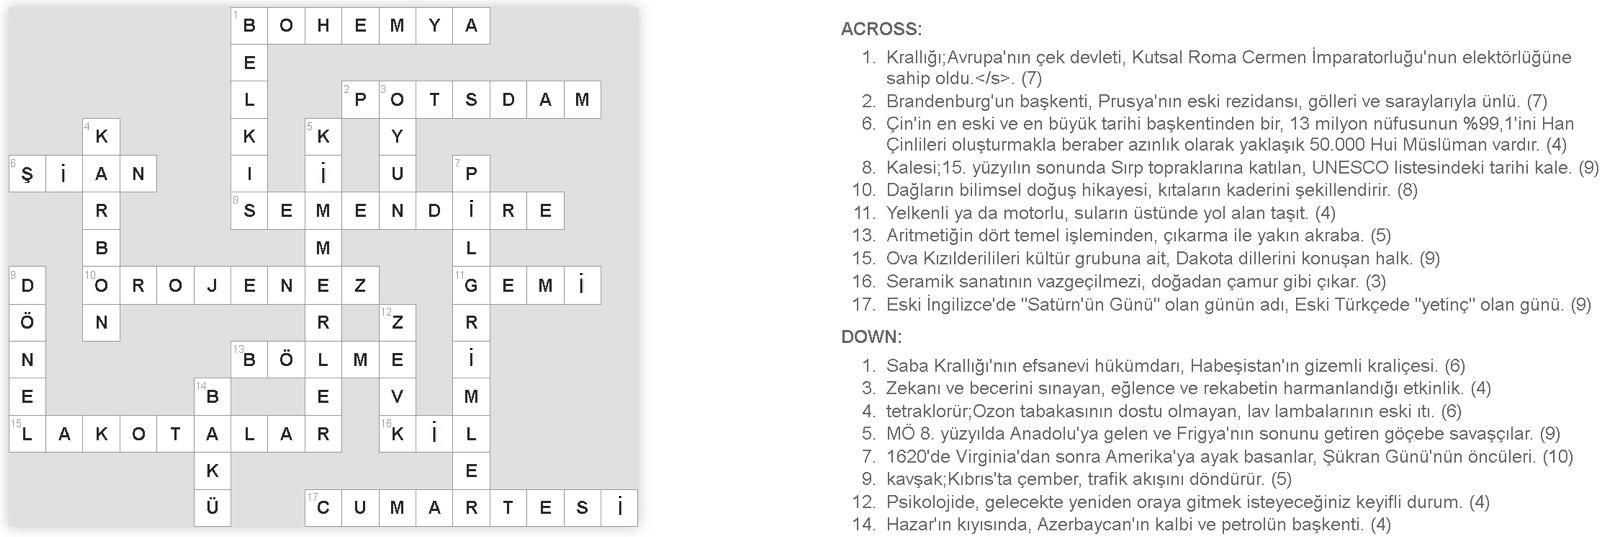 1 B O H E M Y A
E
L 2 P 3 O T S D A M
4 K K 5 K Y
6 Ş İ A N I İ U 7 P
R 8 S E M E N D İ R E
B M L
9 D 10 O R O J E N E Z 11 G E M İ
Ö N R 12 Z R
N 13 B Ö L M E İ
E 14 B E V M
15 L A K O T A L A R 16 K İ L
K E
Ü 17 C U M A R T E S İ
ACROSS:
1. Krallığı;Avrupa'nın çek devleti, Kutsal Roma Cermen İmparatorluğu'nun elektörlüğüne
sahip oldu.</s>. (7)
2. Brandenburg'un başkenti, Prusya'nın eski rezidansı, gölleri ve saraylarıyla ünlü. (7)
6. Çin'in en eski ve en büyük tarihi başkentinden bir, 13 milyon nüfusunun %99,1'ini Han
Çinlileri oluşturmakla beraber azınlık olarak yaklaşık 50.000 Hui Müslüman vardır. (4)
8. Kalesi;15. yüzyılın sonunda Sırp topraklarına katılan, UNESCO listesindeki tarihi kale. (9)
10. Dağların bilimsel doğuş hikayesi, kıtaların kaderini şekillendirir. (8)
11. Yelkenli ya da motorlu, suların üstünde yol alan taşıt. (4)
13. Aritmetiğin dört temel işleminden, çıkarma ile yakın akraba. (5)
15. Ova Kızılderilileri kültür grubuna ait, Dakota dillerini konuşan halk. (9)
16. Seramik sanatının vazgeçilmezi, doğadan çamur gibi çıkar. (3)
17. Eski İngilizce'de "Satürn'ün Günü" olan günün adı, Eski Türkçede "yetinç" olan günü. (9)
DOWN:
1. Saba Krallığı'nın efsanevi hükümdarı, Habeşistan'ın gizemli kraliçesi. (6)
3. Zekanı ve becerini sınayan, eğlence ve rekabetin harmanlandığı etkinlik. (4)
4. tetraklorür;Ozon tabakasının dostu olmayan, lav lambalarının eski ıtı. (6)
5. MÖ 8. yüzyılda Anadolu'ya gelen ve Frigya'nın sonunu getiren göçebe savaşçılar. (9)
7. 1620'de Virginia'dan sonra Amerika'ya ayak basanlar, Şükran Günü'nün öncüleri. (10)
9. kavşak;Kıbrıs'ta çember, trafik akışını döndürür. (5)
12. Psikolojide, gelecekte yeniden oraya gitmek isteyeceğiniz keyifli durum. (4)
14. Hazar'ın kıyısında, Azerbaycan'ın kalbi ve petrolün başkenti. (4)